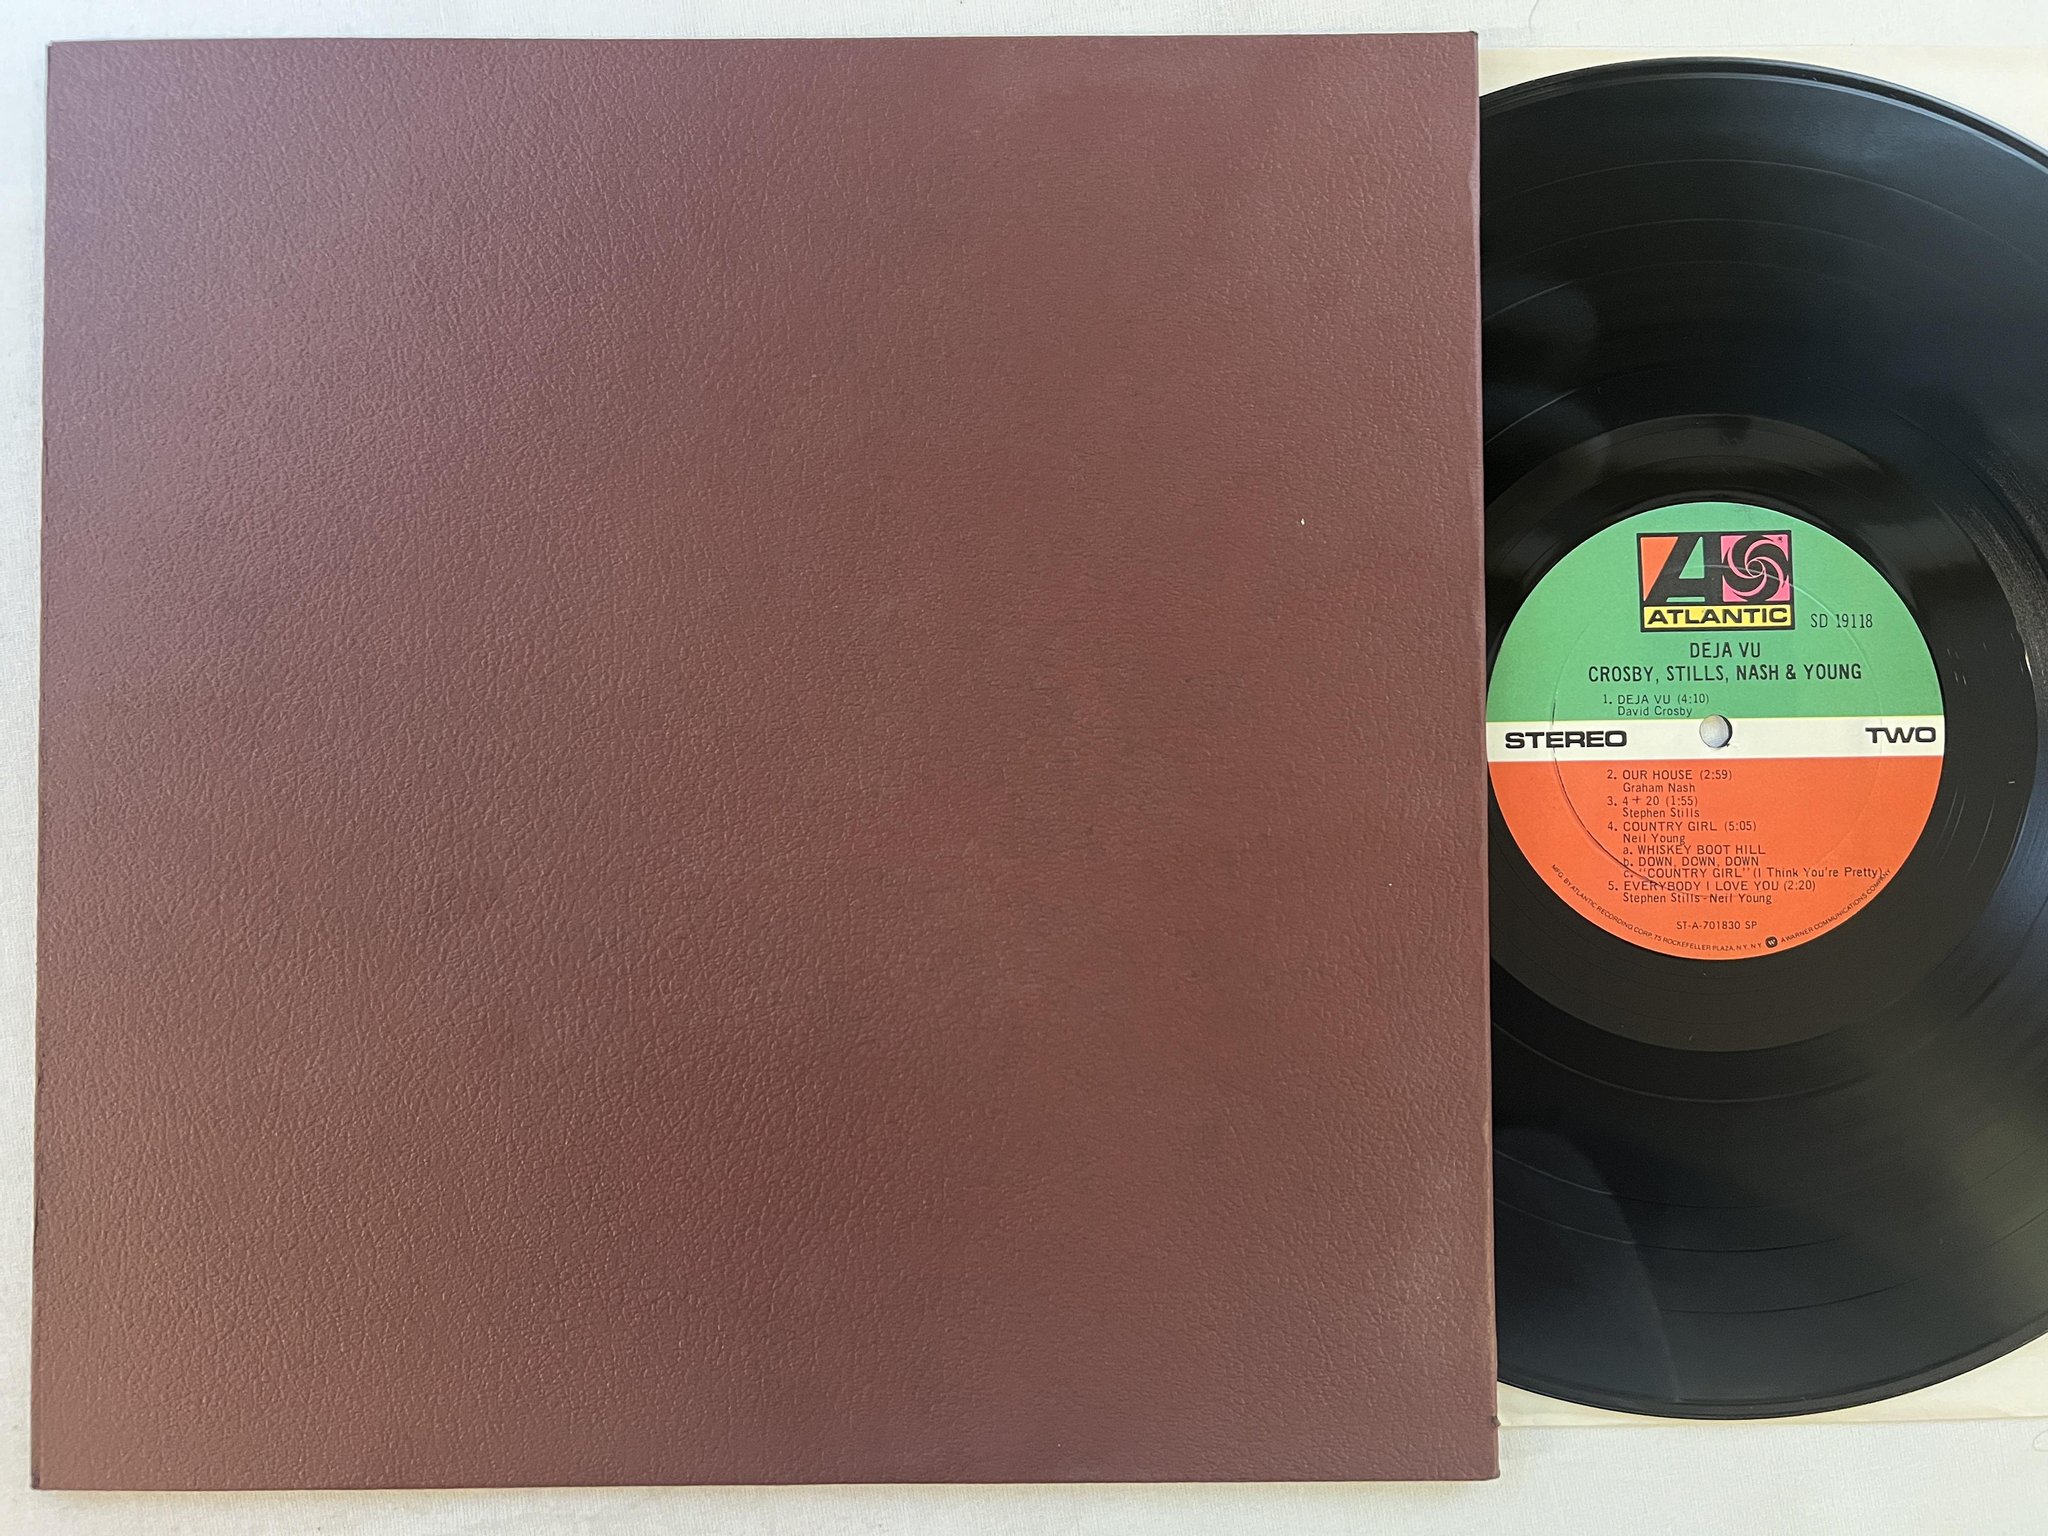 ATLANTIC
SD 19118
DEJA VU
CROSBY, STILLS, NASH & YOUNG
1. DEJA VU (4:10)
David Crosby
STEREO
TWO
2. OUR HOUSE (2:59)
Graham Nash
3. 4 + 20 (1:55)
Stephen Stills
4. COUNTRY GIRL (5:05)
Neil Young
a. WHISKEY BOOT HILL
b. DOWN, DOWN, DOWN
c. "COUNTRY GIRL" (I Think You're Pretty)
5. EVERYBODY I LOVE YOU (2:20)
Stephen Stills-Neil Young
ST-A-701830 SP
MFG. BY ATLANTIC RECORDING CORP. 75 ROCKEFELLER PLAZA, N.Y. N.Y. W A WARNER COMMUNICATIONS COMPANY